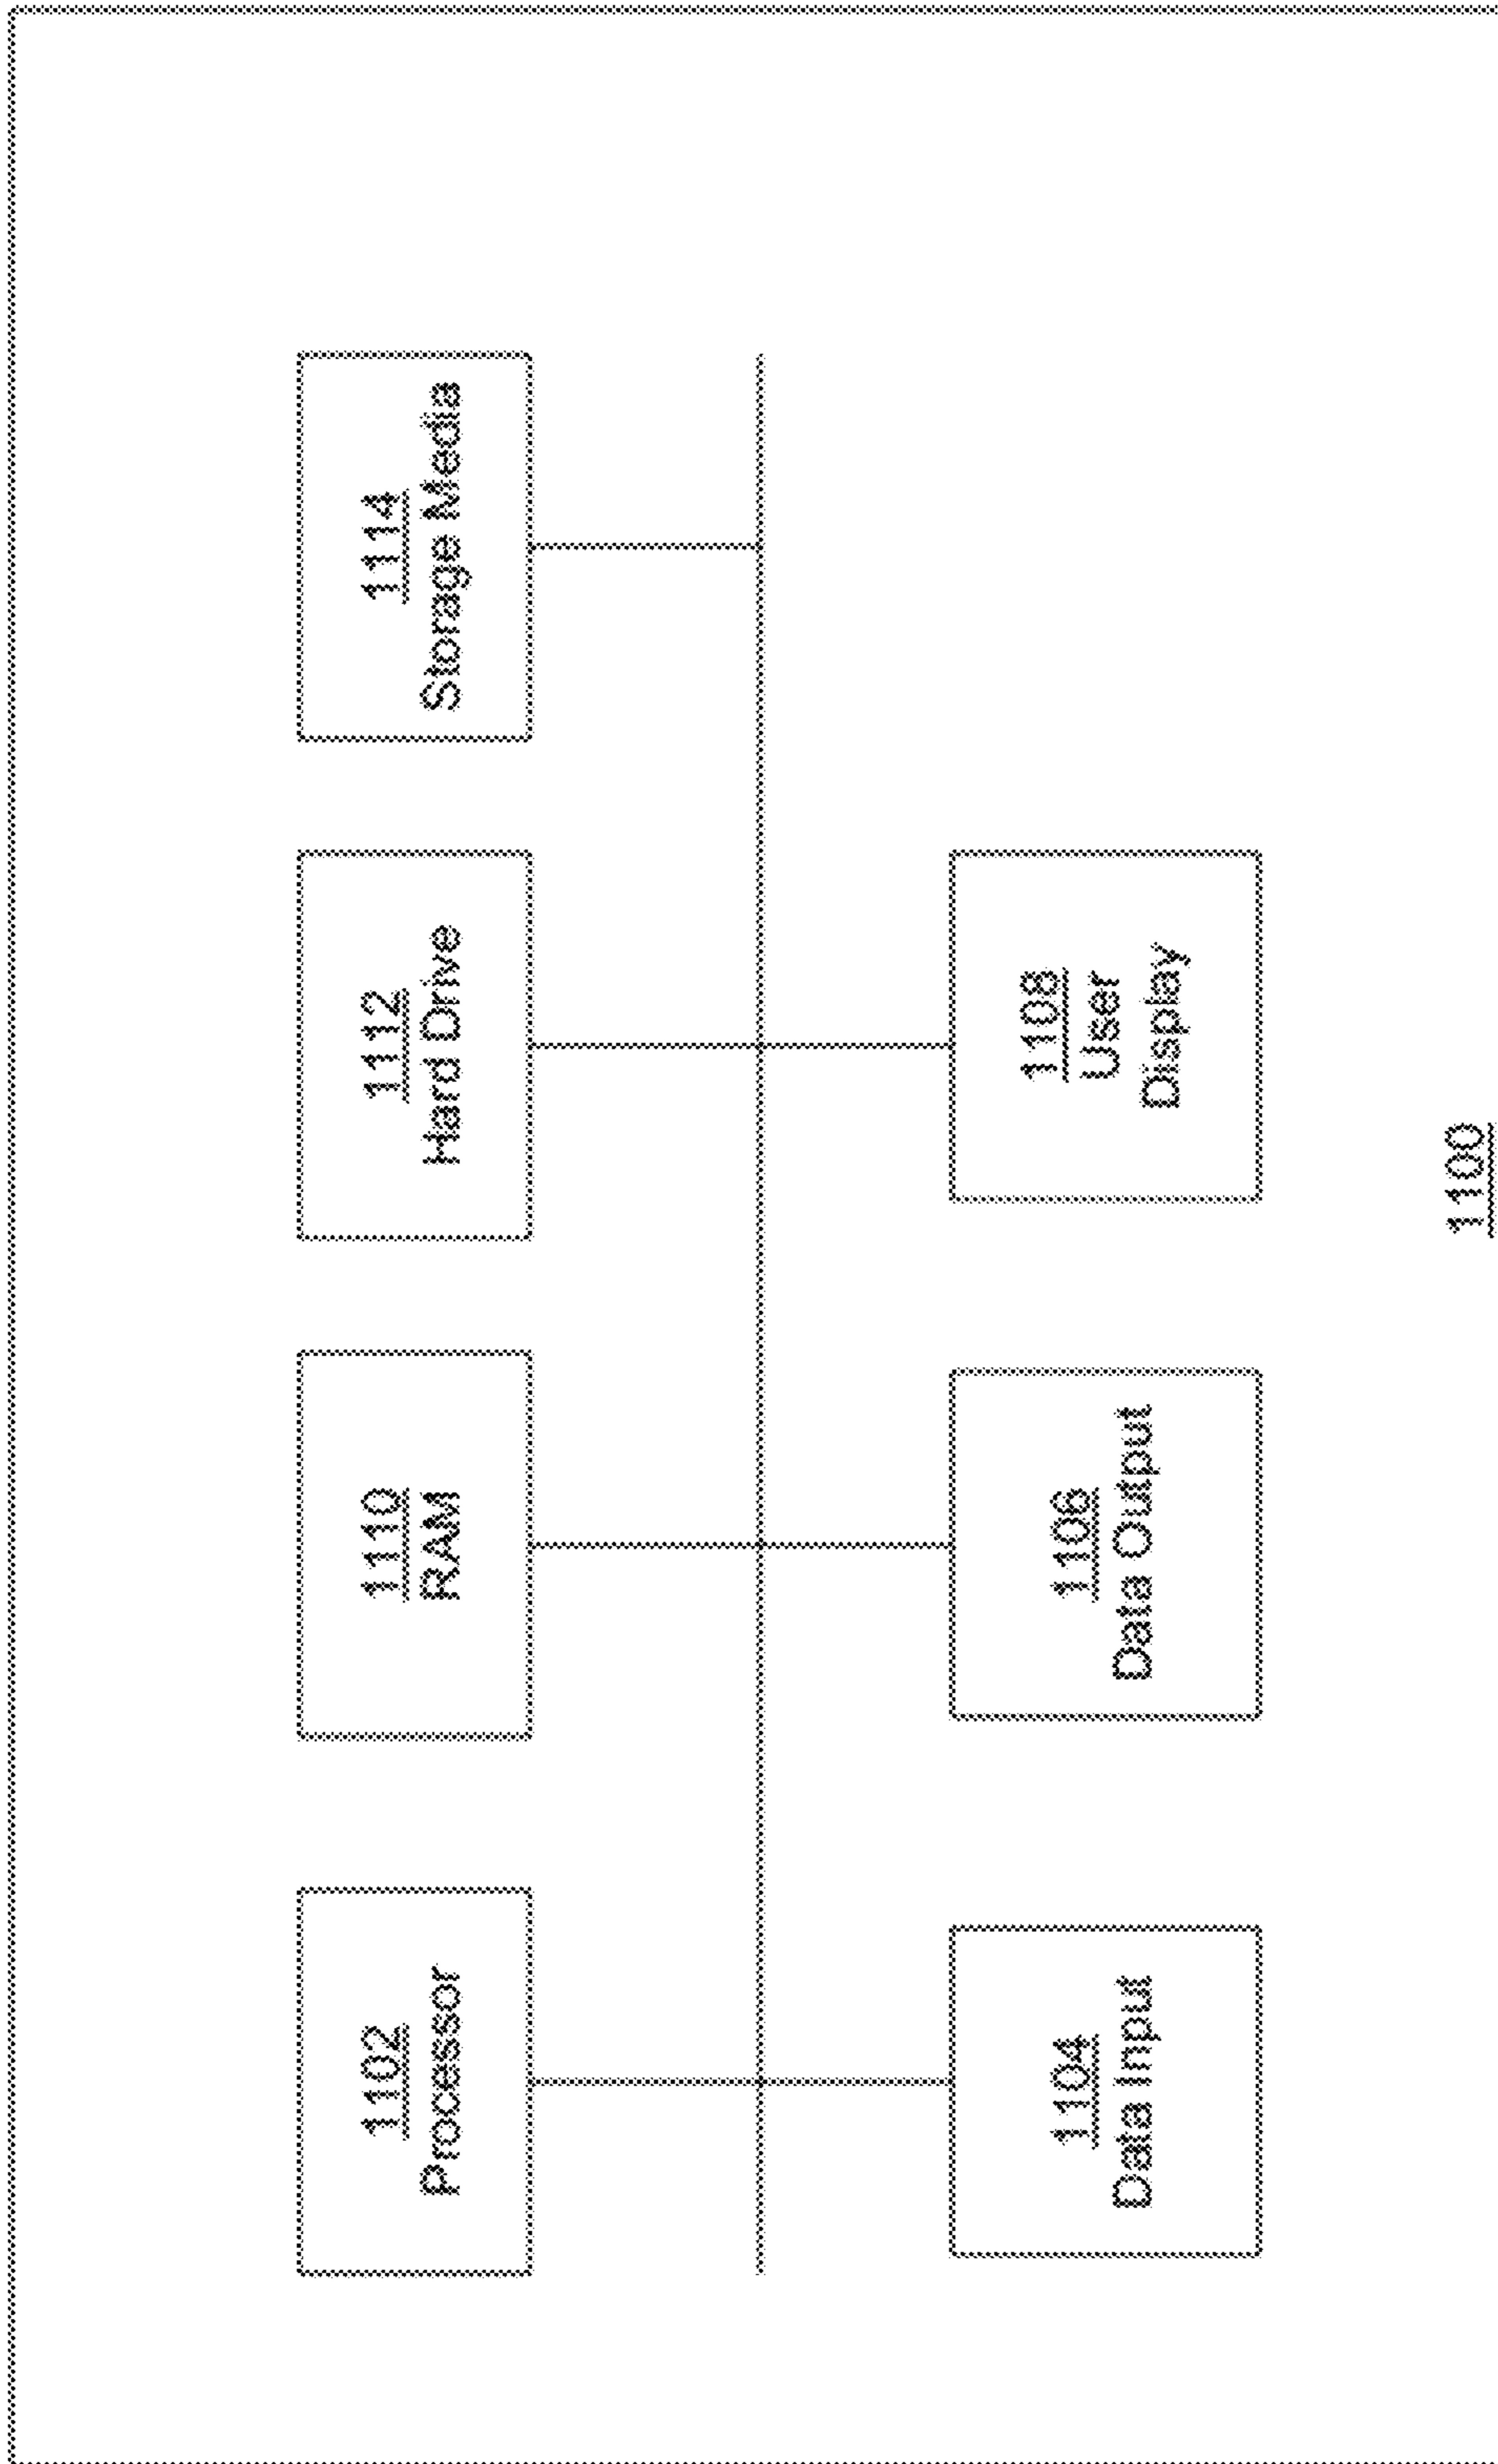 1102
Processor
1110
RAM
1112
Hard Drive
1114
Storage Media
1104
Data Input
1106
Data Output
1108
User
Display
1100